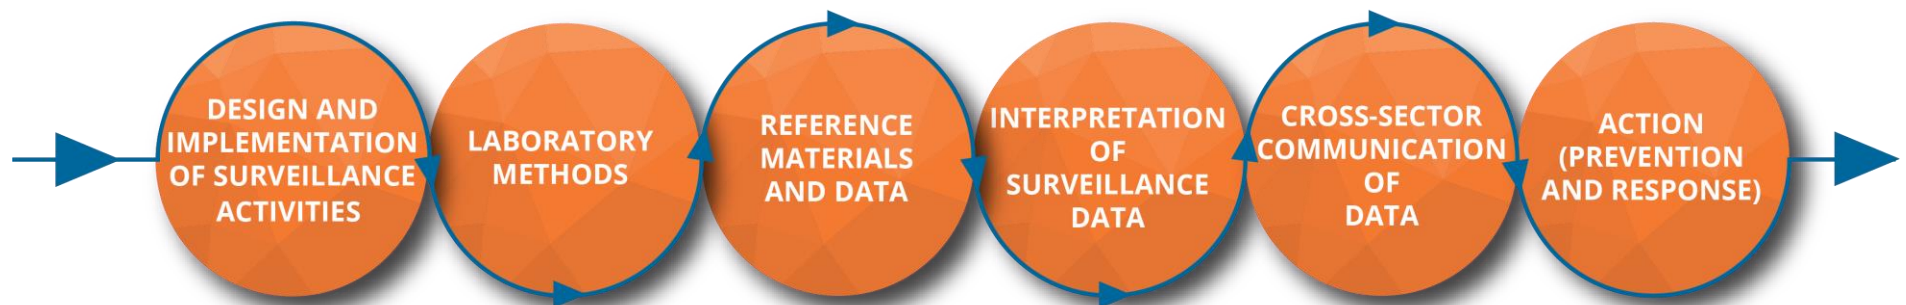 DESIGN AND
IMPLEMENTATION
OF SURVEILLANCE
ACTIVITIES
LABORATORY
METHODS
REFERENCE
MATERIALS
AND DATA
INTERPRETATION
OF
SURVEILLANCE
DATA
CROSS-SECTOR
COMMUNICATION
OF
DATA
ACTION
(PREVENTION
AND RESPONSE)